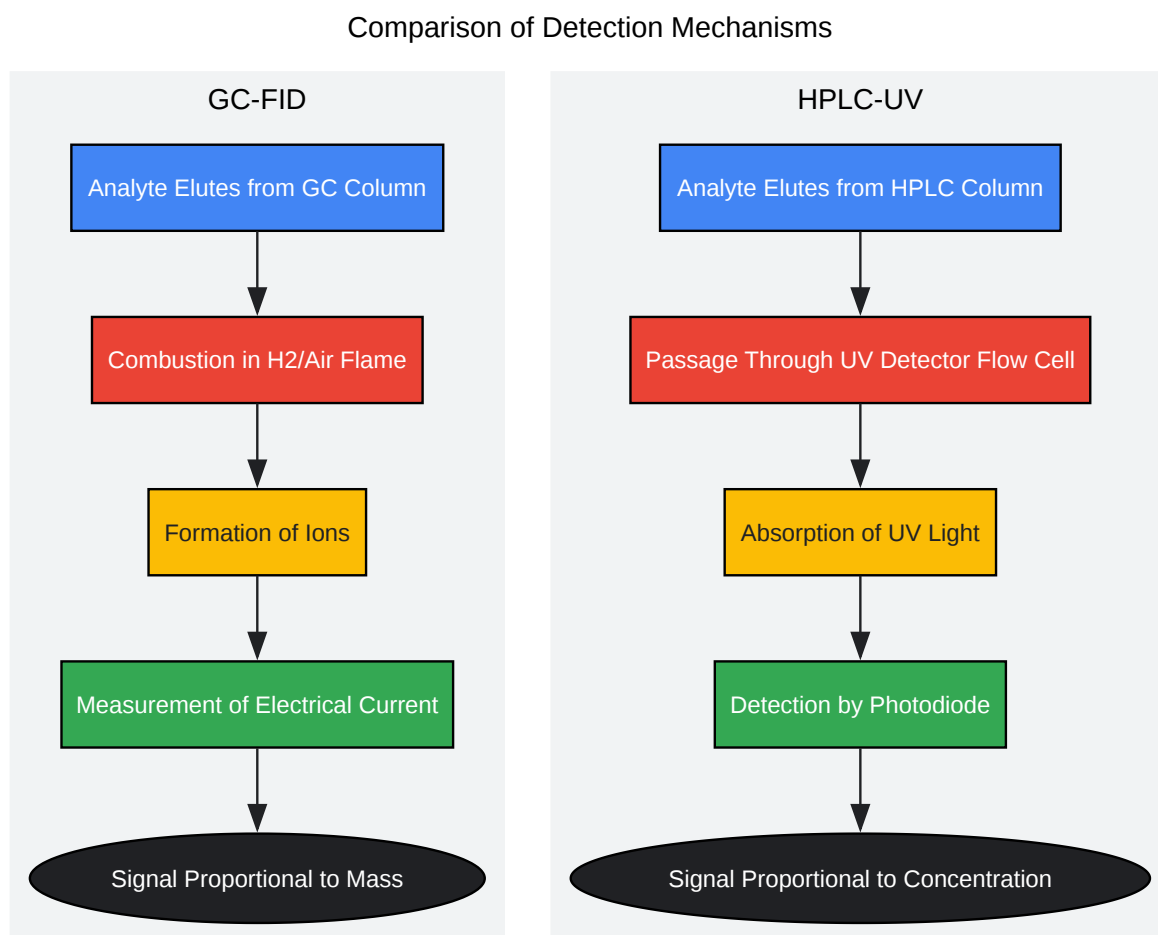 Comparison of Detection Mechanisms
GC-FID
Analyte Elutes from GC Column
Combustion in H2/Air Flame
Formation of Ions
Measurement of Electrical Current
Signal Proportional to Mass
HPLC-UV
Analyte Elutes from HPLC Column
Passage Through UV Detector Flow Cell
Absorption of UV Light
Detection by Photodiode
Signal Proportional to Concentration